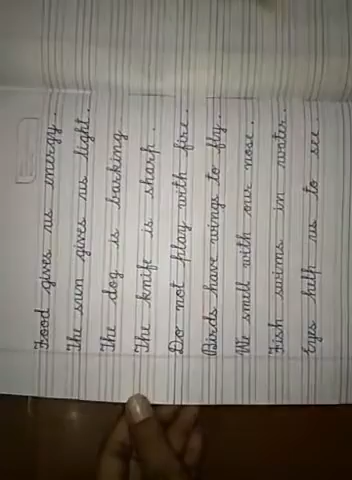 Food gives us energy.
The sun gives us light.
The dog is barking
The knife is sharp.
Do not play with fire.
Birds have wings to fly.
We smell with our nose.
Fish swims in water.
Eyes help us to see.